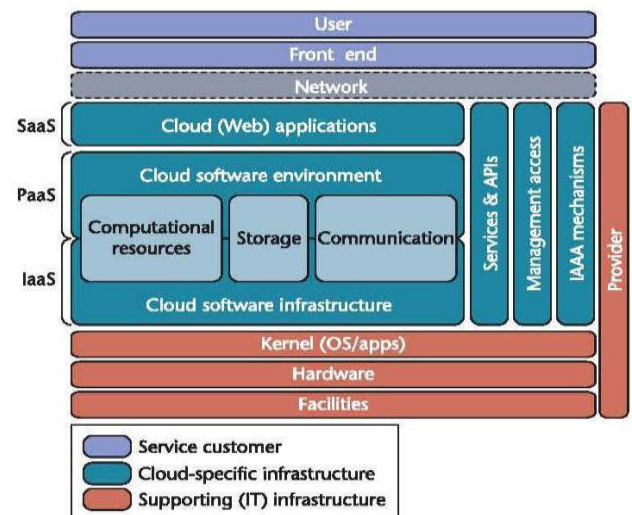 User
Front end
Network
SaaS
Cloud (Web) applications
PaaS
Cloud software environment
Computational
resources
Storage
Communication
IaaS
Cloud software infrastructure
Services & APIs
Management access
IAAA mechanisms
Provider
Kernel (OS/apps)
Hardware
Facilities
Service customer
Cloud-specific infrastructure
Supporting (IT) infrastructure